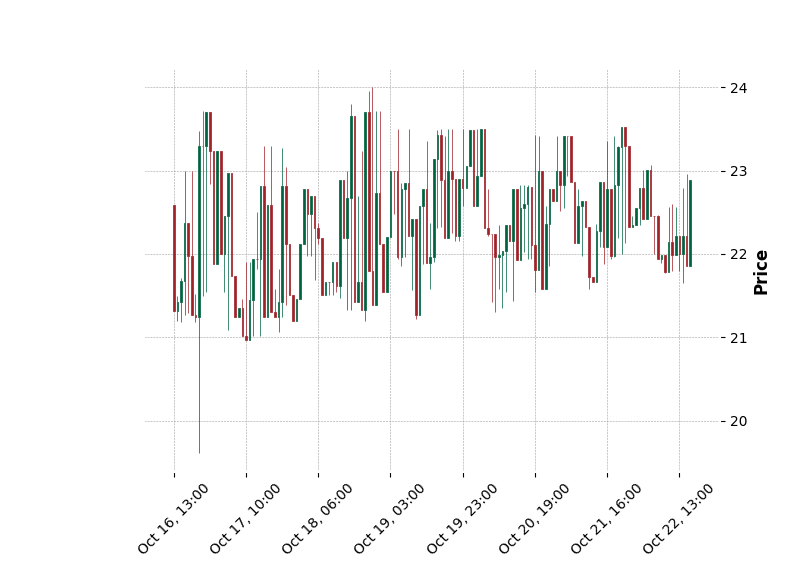 24
23
22
21
20
Price
Oct 16, 13:00
Oct 17, 10:00
Oct 18, 06:00
Oct 19, 03:00
Oct 19, 23:00
Oct 20, 19:00
Oct 21, 16:00
Oct 22, 13:00